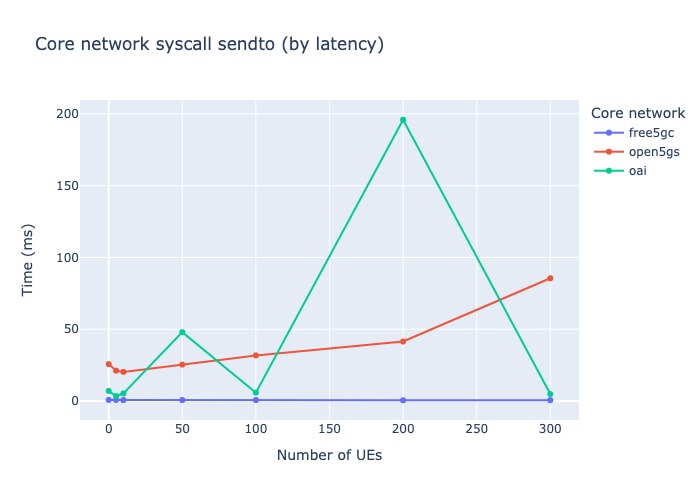 Core network syscall sendto (by latency)
Core network
free5gc
open5gs
oai
200
150
100
50
0
Time (ms)
0 50 100 150 200 250 300
Number of UEs